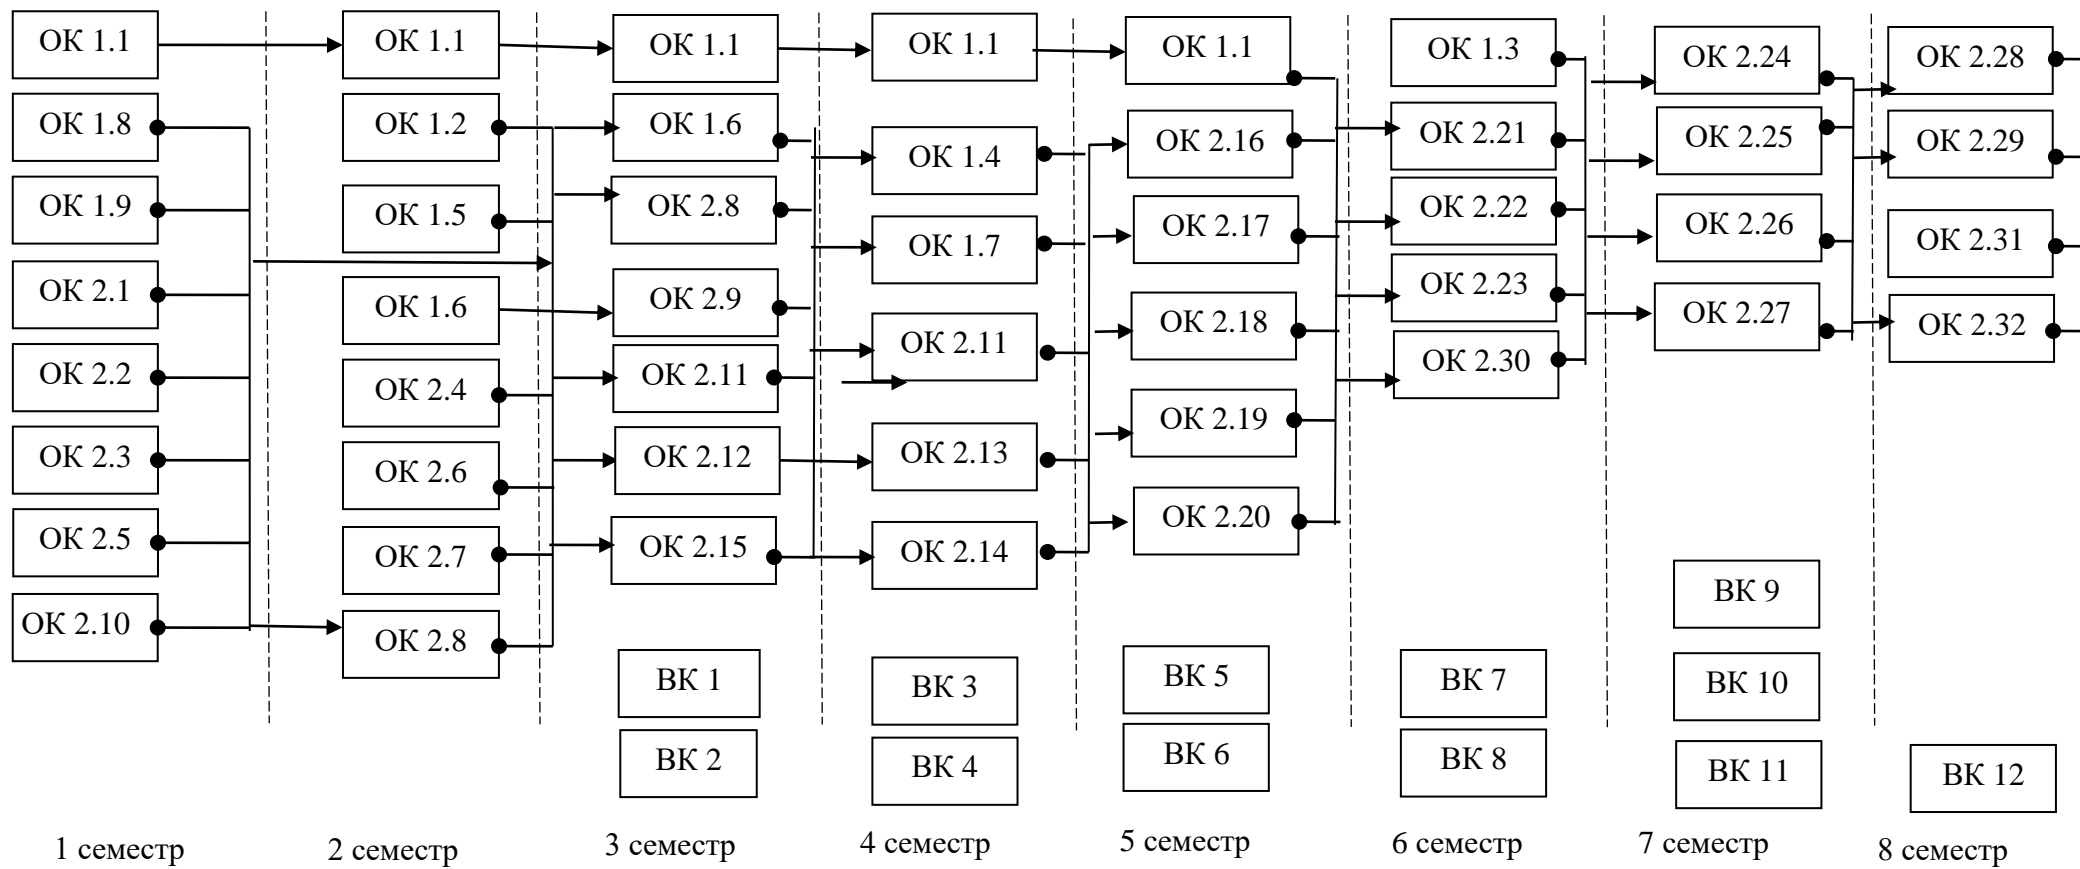 ОК 1.1
ОК 1.8
ОК 1.9
ОК 2.1
ОК 2.2
ОК 2.3
ОК 2.5
ОК 2.10
1 семестр
ОК 1.1
ОК 1.2
ОК 1.5
ОК 1.6
ОК 2.4
ОК 2.6
ОК 2.7
ОК 2.8
2 семестр
ОК 1.1
ОК 1.6
ОК 2.8
ОК 2.9
ОК 2.11
ОК 2.12
ОК 2.15
ВК 1
ВК 2
3 семестр
ОК 1.1
ОК 1.4
ОК 1.7
ОК 2.11
ОК 2.13
ОК 2.14
ВК 3
ВК 4
4 семестр
ОК 1.1
ОК 2.16
ОК 2.17
ОК 2.18
ОК 2.19
ОК 2.20
ВК 5
ВК 6
5 семестр
ОК 1.3
ОК 2.21
ОК 2.22
ОК 2.23
ОК 2.30
ВК 7
ВК 8
6 семестр
ОК 2.24
ОК 2.25
ОК 2.26
ОК 2.27
ВК 9
ВК 10
ВК 11
7 семестр
ОК 2.28
ОК 2.29
ОК 2.31
ОК 2.32
ВК 12
8 семестр